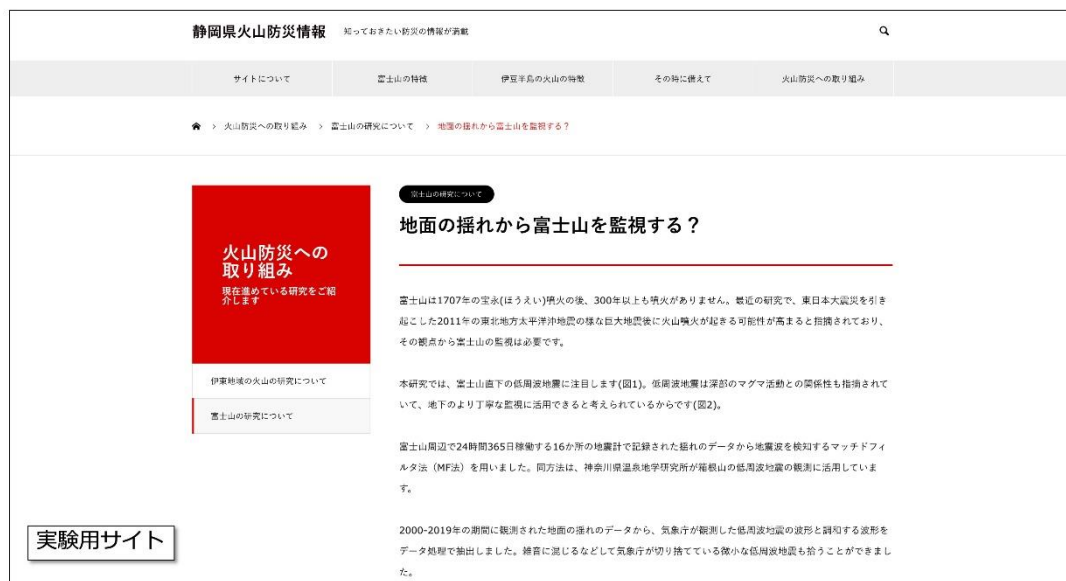 静岡県火山防災情報 知っておきたい防災の情報が満載
サイトについて 富士山の特徴 伊豆半島の火山の特徴 その時に備えて 火山防災への取り組み
> 火山防災への取り組み > 富士山の研究について > 地面の揺れから富士山を監視する？
火山防災への
取り組み
現在進めている研究をご紹
介します
伊東地域の火山の研究について
富士山の研究について
富士山の研究について
地面の揺れから富士山を監視する？
富士山は1707年の宝永(ほうえい)噴火の後、300年以上も噴火がありません。最近の研究で、東日本大震災を引き
起こした2011年の東北地方太平洋沖地震の様な巨大地震後に火山噴火が起きる可能性が高まると指摘されており、
その観点から富士山の監視は必要です。
本研究では、富士山直下の低周波地震に注目します(図1)。低周波地震は深部のマグマ活動との関係性も指摘されて
いて、地下のより丁寧な監視に活用できると考えられているからです(図2)。
富士山周辺で24時間365日稼働する16か所の地震計で記録された揺れのデータから地震波を検知するマッチドフィ
ルタ法（MF法）を用いました。同方法は、神奈川県温泉地学研究所が箱根山の低周波地震の観測に活用していま
す。
2000-2019年の期間に観測された地面の揺れのデータから、気象庁が観測した低周波地震の波形と調和する波形を
データ処理で抽出しました。雑音に混じるなどして気象庁が切り捨てている微小な低周波地震も拾うことができまし
た。
実験用サイト